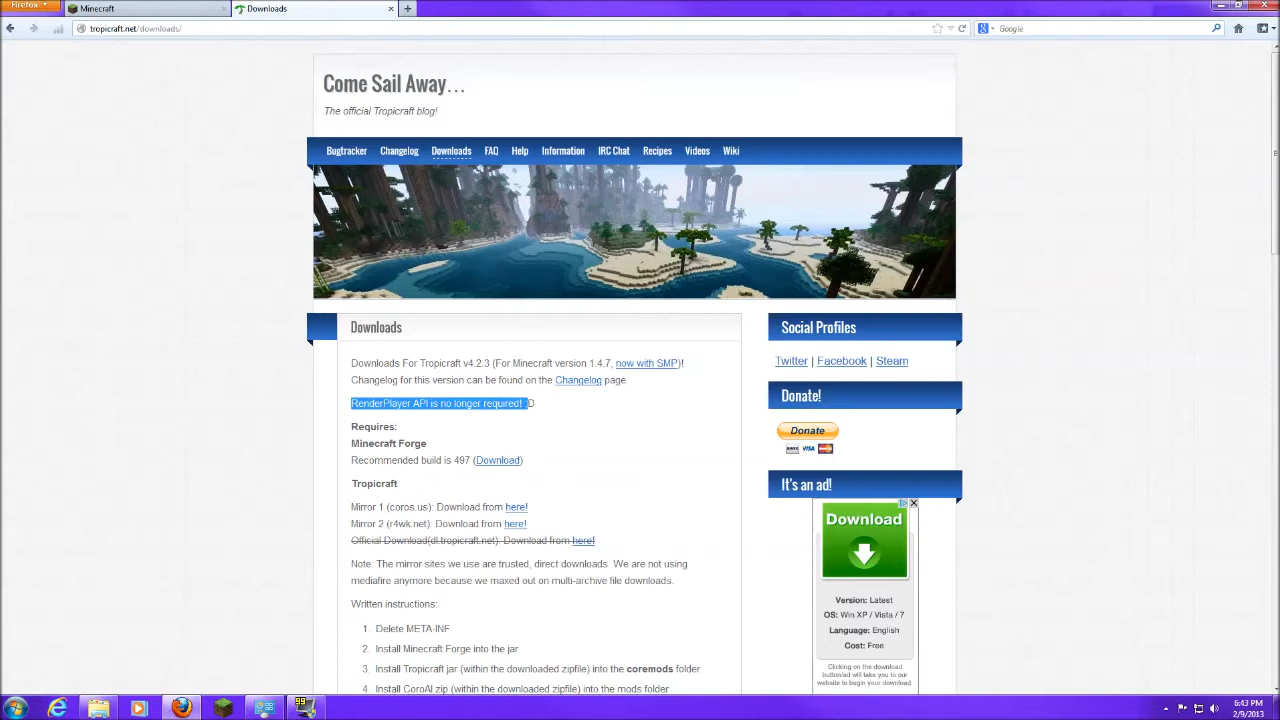 Firefox
Minecraft
Downloads
tropicraft.net/downloads/
Google
Come Sail Away...
The official Tropicraft blog!
Bugtracker Changelog Downloads FAQ Help Information IRC Chat Recipes Videos Wiki
Downloads
Downloads For Tropicraft v4.2.3 (For Minecraft version 1.4.7, now with SMP)!
Changelog for this version can be found on the Changelog page
RenderPlayer API is no longer required! :D
Requires:
Minecraft Forge
Recommended build is 497 (Download)
Tropicraft
Mirror 1 (coros.us): Download from here!
Mirror 2 (r4wk.net): Download from here!
Official Download(dl.tropicraft.net): Download from here!
Note: The mirror sites we use are trusted, direct downloads. We are not using
mediafire anymore because we maxed out on multi-archive file downloads.
Written instructions:
1. Delete META-INF
2. Install Minecraft Forge into the jar
3. Install Tropicraft jar (within the downloaded zipfile) into the coremods folder
4. Install CoroAI zip (within the downloaded zipfile) into the mods folder
Social Profiles
Twitter | Facebook | Steam
Donate!
Donate
VISA
It's an ad!
Download
Version: Latest
OS: Win XP / Vista / 7
Language: English
Cost: Free
Clicking on the download
button/ad will take you to our
website to begin your download.
99
6:43 PM
2/9/2013